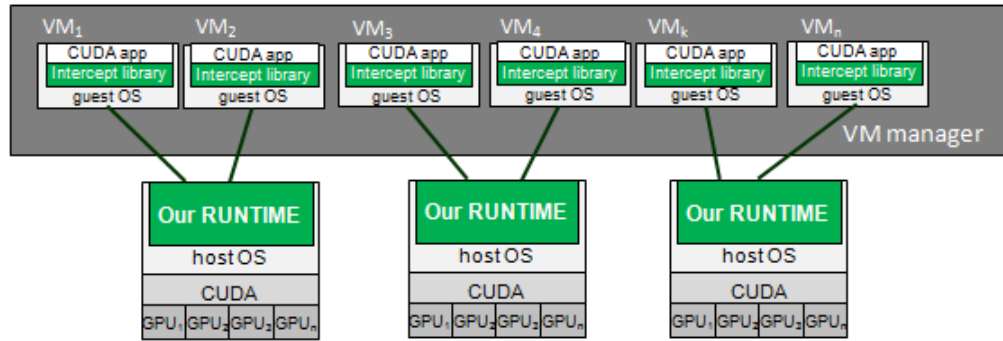 VM₁ VM₂ VM₃ VM₄ VMₖ VMₙ
CUDA app CUDA app CUDA app CUDA app CUDA app CUDA app
Intercept library Intercept library Intercept library Intercept library Intercept library Intercept library
guest OS guest OS guest OS guest OS guest OS guest OS
VM manager
Our RUNTIME Our RUNTIME Our RUNTIME
host OS host OS host OS
CUDA CUDA CUDA
GPU₁ GPU₂ GPU₃ GPUₙ GPU₁ GPU₂ GPU₃ GPUₙ GPU₁ GPU₂ GPU₃ GPUₙ